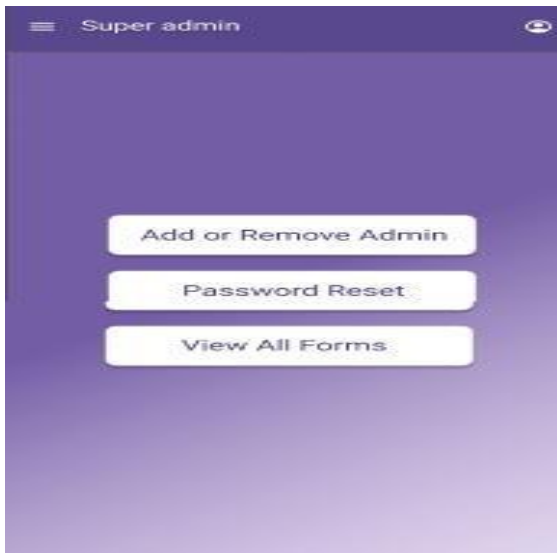 Super admin
Add or Remove Admin
Password Reset
View All Forms